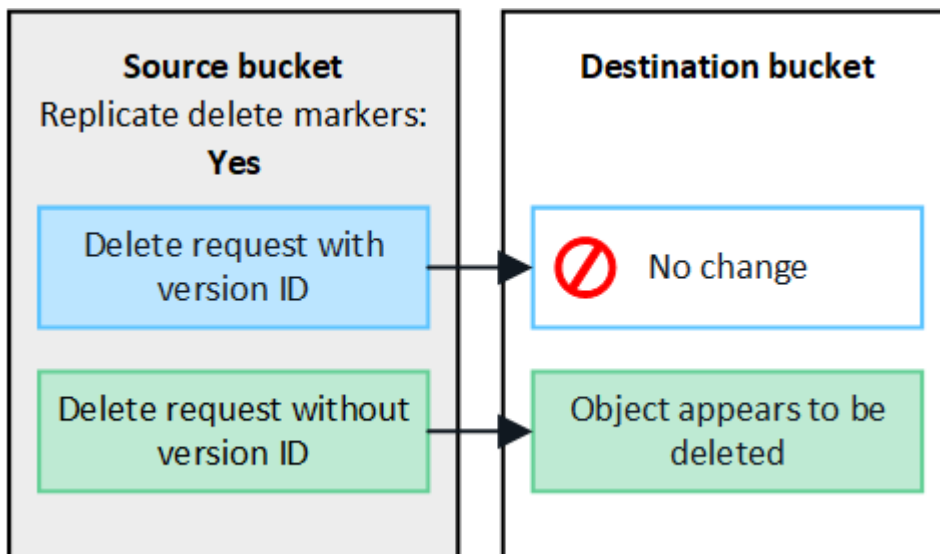 Source bucket
Replicate delete markers:
Yes
Delete request with
version ID
Delete request without
version ID
Destination bucket
No change
Object appears to be
deleted